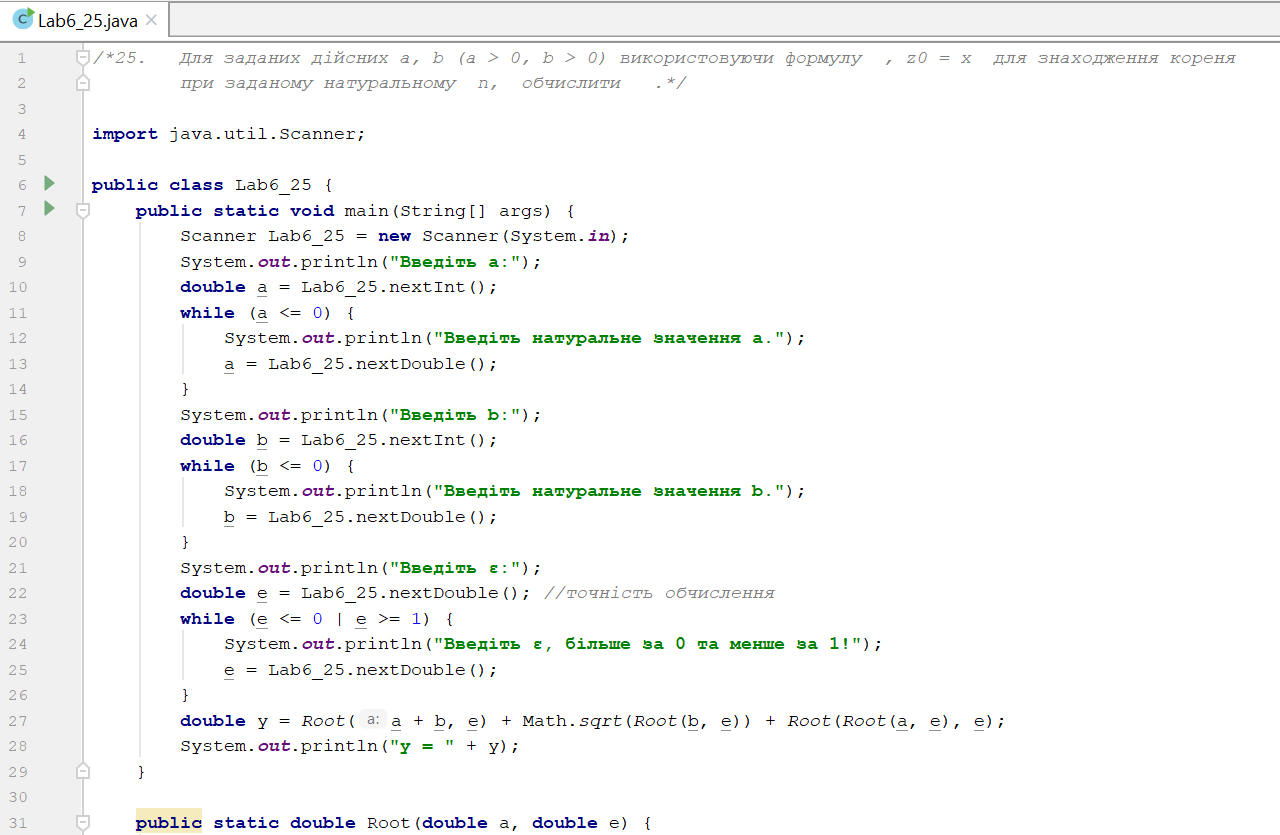 Lab6_25.java
1 /*25. Для заданих дійсних a, b (a > 0, b > 0) використовуючи формулу , z0 = x для знаходження кореня
2 при заданому натуральному n, обчислити .*/
3
4 import java.util.Scanner;
5
6 public class Lab6_25 {
7 public static void main(String[] args) {
8 Scanner Lab6_25 = new Scanner(System.in);
9 System.out.println("Введіть a:");
10 double a = Lab6_25.nextInt();
11 while (a <= 0) {
12 System.out.println("Введіть натуральне значення a.");
13 a = Lab6_25.nextDouble();
14 }
15 System.out.println("Введіть b:");
16 double b = Lab6_25.nextInt();
17 while (b <= 0) {
18 System.out.println("Введіть натуральне значення b.");
19 b = Lab6_25.nextDouble();
20 }
21 System.out.println("Введіть ε:");
22 double e = Lab6_25.nextDouble(); //точність обчислення
23 while (e <= 0 | e >= 1) {
24 System.out.println("Введіть ε, більше за 0 та менше за 1!");
25 e = Lab6_25.nextDouble();
26 }
27 double y = Root( a: a + b, e) + Math.sqrt(Root(b, e)) + Root(Root(a, e), e);
28 System.out.println("y = " + y);
29 }
30
31 public static double Root(double a, double e) {